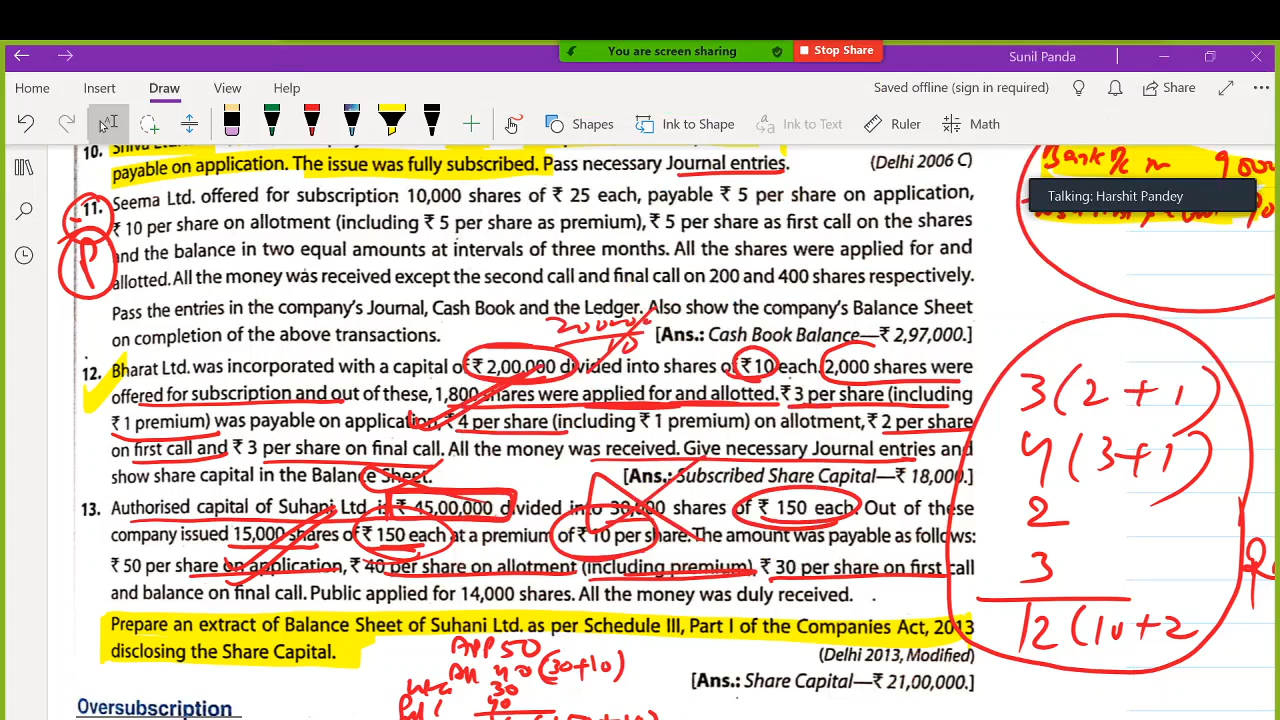 You are screen sharing
Stop Share
Sunil Panda
Home Insert Draw View Help
Saved offline (sign in required)
Share
Shapes
Ink to Shape
Ink to Text
Ruler
Math
Talking: Harshit Pandey
10.
payable on application. The issue was fully subscribed. Pass necessary Journal entries. (Delhi 2006 C)
11. Seema Ltd. offered for subscription 10,000 shares of ₹ 25 each, payable ₹ 5 per share on application,
₹ 10 per share on allotment (including ₹ 5 per share as premium), ₹ 5 per share as first call on the shares
and the balance in two equal amounts at intervals of three months. All the shares were applied for and
allotted. All the money was received except the second call and final call on 200 and 400 shares respectively.
P
Pass the entries in the company's Journal, Cash Book and the Ledger. Also show the company's Balance Sheet
on completion of the above transactions. [Ans.: Cash Book Balance—₹ 2,97,000.]
12. Bharat Ltd. was incorporated with a capital of ₹ 2,00,000 divided into shares of ₹ 10 each. 2,000 shares were
offered for subscription and out of these, 1,800 shares were applied for and allotted. ₹ 3 per share (including
₹ 1 premium) was payable on application, ₹ 4 per share (including ₹ 1 premium) on allotment, ₹ 2 per share
on first call and ₹ 3 per share on final call. All the money was received. Give necessary Journal entries and
show share capital in the Balance Sheet. [Ans.: Subscribed Share Capital—₹ 18,000.]
13. Authorised capital of Suhani Ltd. is ₹ 45,00,000 divided into 30,000 shares of ₹ 150 each. Out of these
company issued 15,000 shares of ₹ 150 each at a premium of ₹ 10 per share. The amount was payable as follows:
₹ 50 per share on application, ₹ 40 per share on allotment (including premium), ₹ 30 per share on first call
and balance on final call. Public applied for 14,000 shares. All the money was duly received.
Prepare an extract of Balance Sheet of Suhani Ltd. as per Schedule III, Part I of the Companies Act, 2013
disclosing the Share Capital. (Delhi 2013, Modified)
[Ans.: Share Capital—₹ 21,00,000.]
APP 50
All 40 (30+10)
30
40
Oversubscription
3 (2 + 1)
4 (3+1)
2
3
12 (10+2